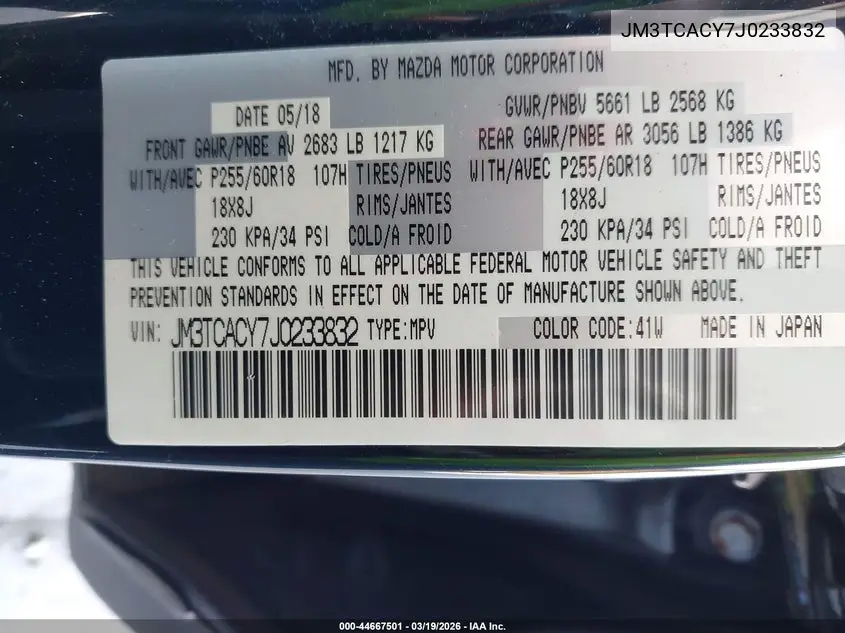 JM3TCACY7J0233832
MFD. BY MAZDA MOTOR CORPORATION
DATE 05/18 GVWR/PNBV 5661 LB 2568 KG
FRONT GAWR/PNBE AV 2683 LB 1217 KG REAR GAWR/PNBE AR 3056 LB 1386 KG
WITH/AVEC P255/60R18 107H TIRES/PNEUS WITH/AVEC P255/60R18 107H TIRES/PNEUS
18X8J RIMS/JANTES 18X8J RIMS/JANTES
230 KPA/34 PSI COLD/A FROID 230 KPA/34 PSI COLD/A FROID
THIS VEHICLE CONFORMS TO ALL APPLICABLE FEDERAL MOTOR VEHICLE SAFETY AND THEFT
PREVENTION STANDARDS IN EFFECT ON THE DATE OF MANUFACTURE SHOWN ABOVE.
VIN: JM3TCACY7J0233832 TYPE:MPV COLOR CODE:41W MADE IN JAPAN
000-44667501 - 03/19/2026 - IAA Inc.